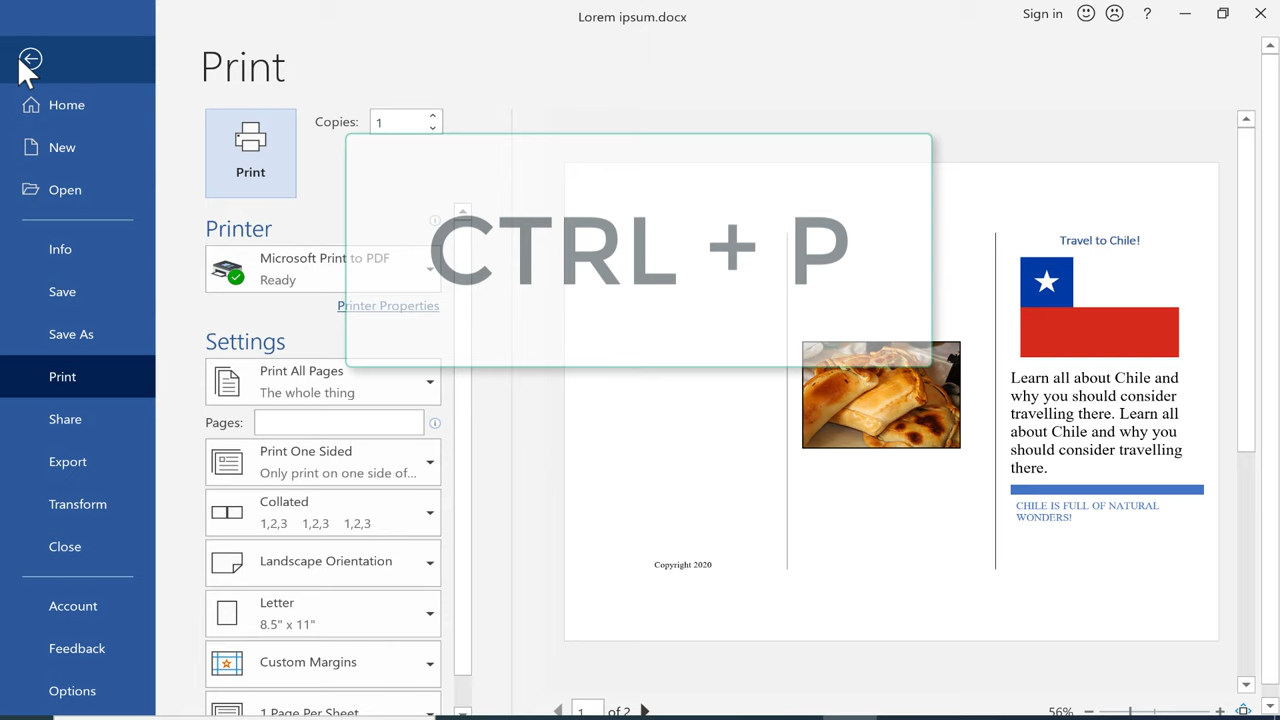 Lorem ipsum.docx
Sign in
?
Print
Home
New
Open
Info
Save
Save As
Print
Share
Export
Transform
Close
Account
Feedback
Options
Print
Copies: 1
CTRL + P
Printer
Microsoft Print to PDF
Ready
Printer Properties
Settings
Print All Pages
The whole thing
Pages:
Print One Sided
Only print on one side of...
Collated
1,2,3 1,2,3 1,2,3
Landscape Orientation
Letter
8.5" x 11"
Custom Margins
1 Page Per Sheet
Copyright 2020
Travel to Chile!
Learn all about Chile and
why you should consider
travelling there. Learn all
about Chile and why you
should consider travelling
there.
CHILE IS FULL OF NATURAL
WONDERS!
1 of 2
56%